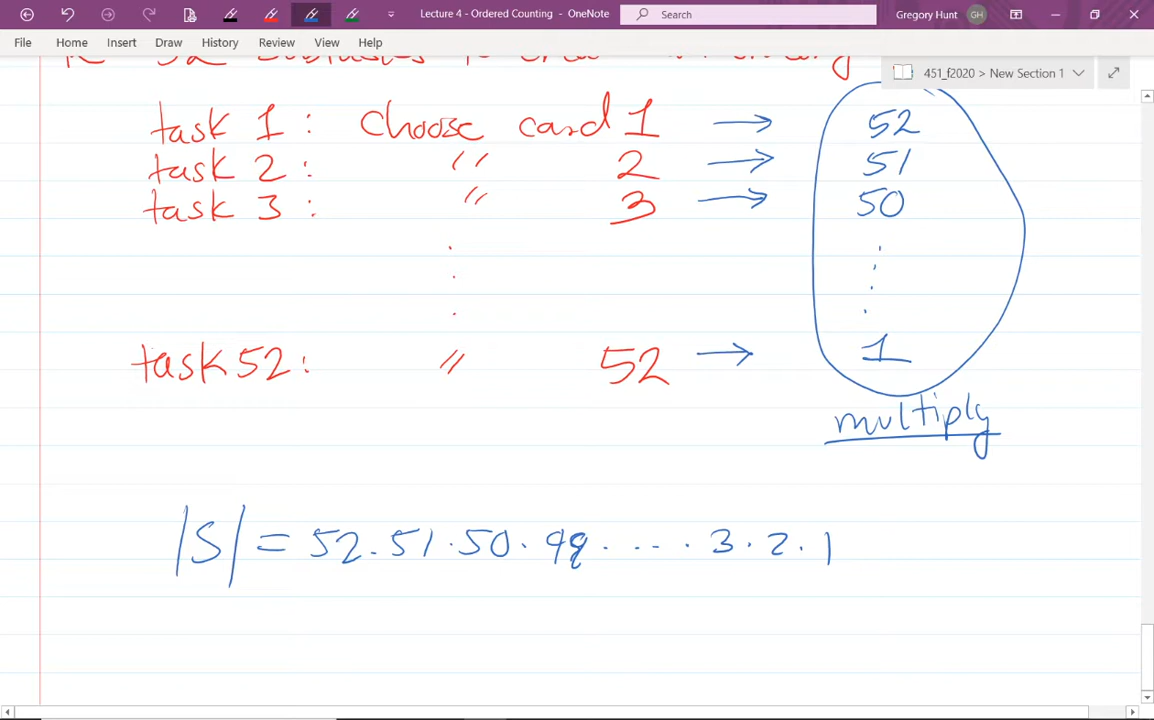 Lecture 4 - Ordered Counting - OneNote
Search
Gregory Hunt GH
File Home Insert Draw History Review View Help
451_f2020 > New Section 1
task 1 : Choose card 1 → 52
task 2 : " 2 → 51
task 3 : " 3 → 50
task 52 : " 52 → 1
multiply
|S| = 52 · 51 · 50 · 49 · ... · 3 · 2 · 1